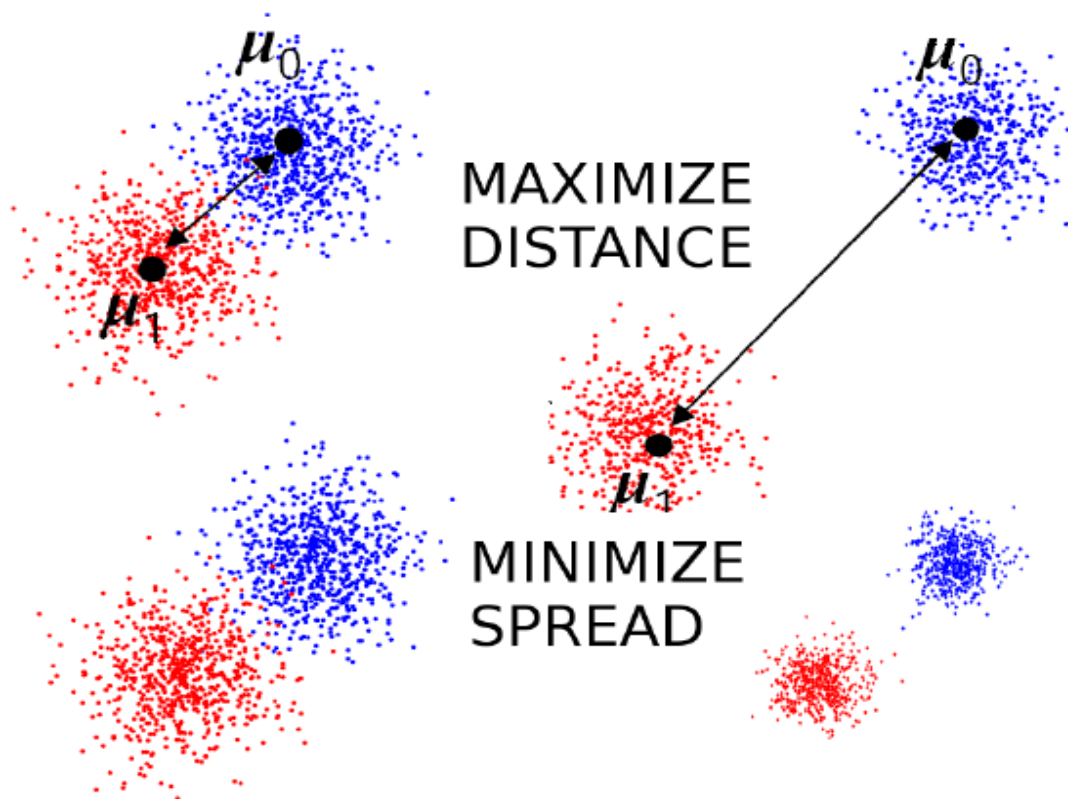 μ₀
μ₀
MAXIMIZE
DISTANCE
μ₁
μ₁
MINIMIZE
SPREAD